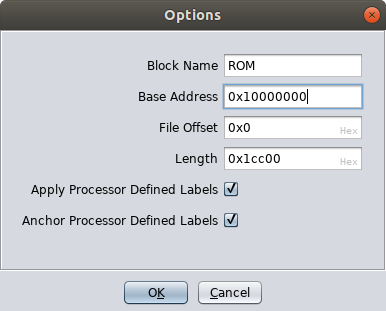 Options
Block Name ROM
Base Address 0x10000000
File Offset 0x0 Hex
Length 0x1cc00 Hex
Apply Processor Defined Labels
Anchor Processor Defined Labels
OK Cancel